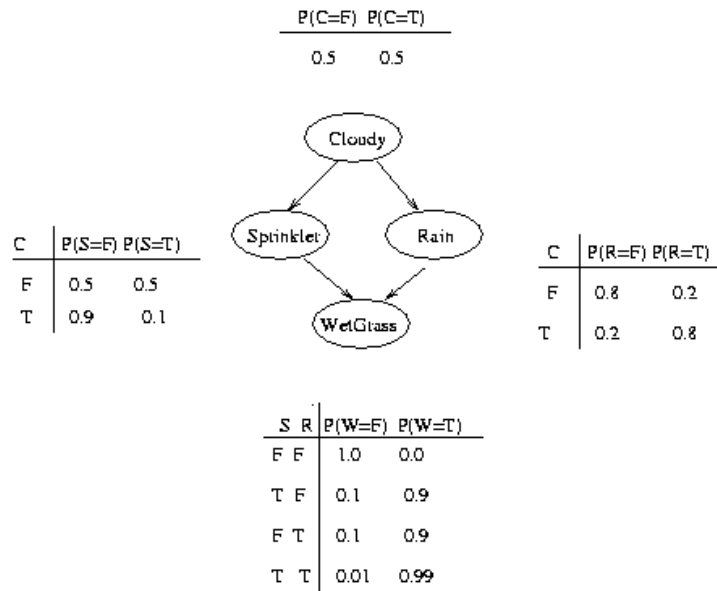 P(C=F) P(C=T)
0.5 0.5
Cloudy
Sprinkler
Rain
C P(S=F) P(S=T)
F 0.5 0.5
T 0.9 0.1
C P(R=F) P(R=T)
F 0.8 0.2
T 0.2 0.8
WetGrass
S R P(W=F) P(W=T)
F F 1.0 0.0
T F 0.1 0.9
F T 0.1 0.9
T T 0.01 0.99